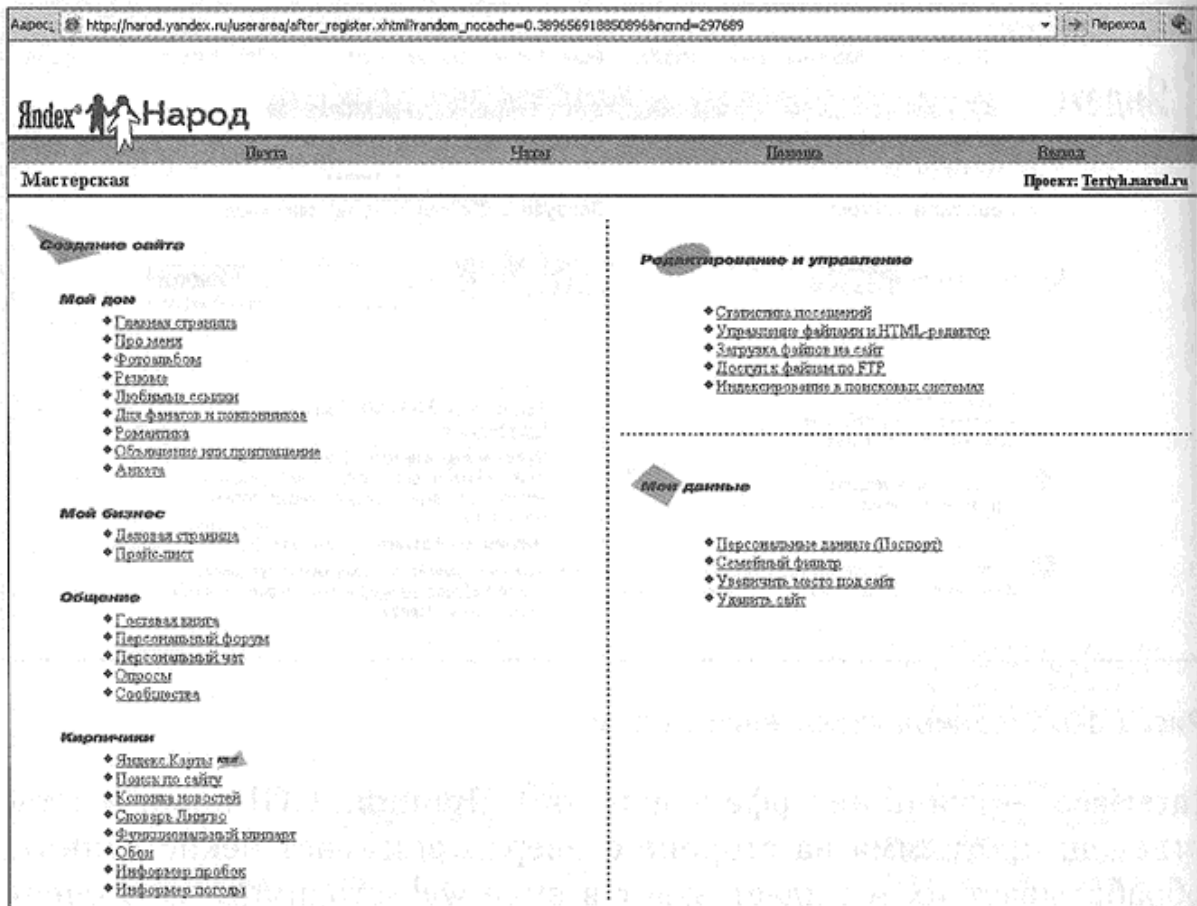 Адрес: http://narod.yandex.ru/userarea/after_register.xhtml?random_nocache=0.389656918850896&ncrnd=297689 Переход
Яndex Народ
Почта Чаты Помощь Выход
Мастерская Проект: Tertyh.narod.ru
Создание сайта
Мой дом
Главная страница
Про меня
Фотоальбом
Резюме
Любимые ссылки
Для фанатов и поклонников
Романтика
Объявление или приглашение
Анкета
Мой бизнес
Деловая страница
Прайс-лист
Общение
Гостевая книга
Персональный форум
Персональный чат
Опросы
Сообщества
Кирпичики
Яндекс.Карты
Поиск по сайту
Колонка новостей
Словарь Лингво
Функциональный клипарт
Обои
Информер пробок
Информер погоды
Редактирование и управление
Статистика посещений
Управление файлами и HTML-редактор
Загрузка файлов на сайт
Доступ к файлам по FTP
Индексирование в поисковых системах
Мои данные
Персональные данные (Паспорт)
Семейный фильтр
Увеличить место под сайт
Удалить сайт